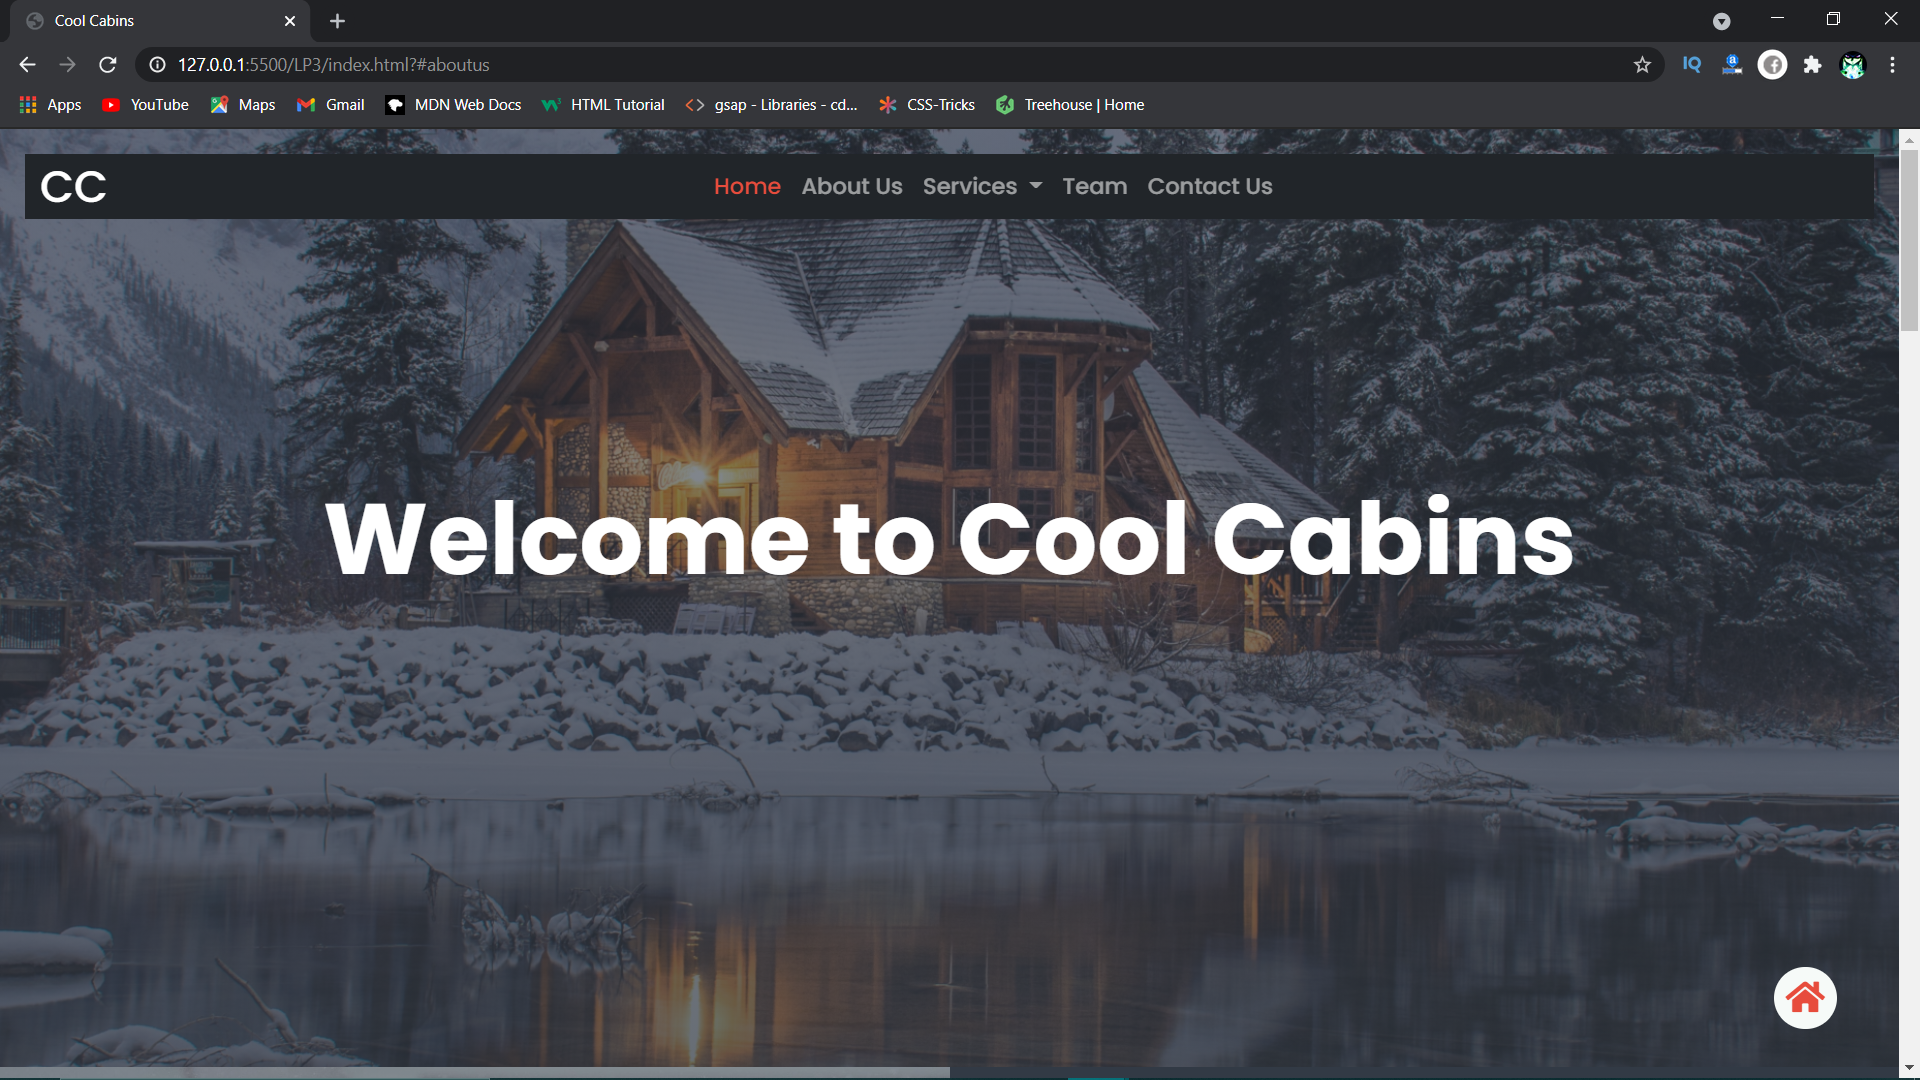 Cool Cabins
127.0.0.1:5500/LP3/index.html?#aboutus
IQ
Apps YouTube Maps Gmail MDN Web Docs HTML Tutorial gsap - Libraries - cd... CSS-Tricks Treehouse | Home
CC Home About Us Services Team Contact Us
Welcome to Cool Cabins